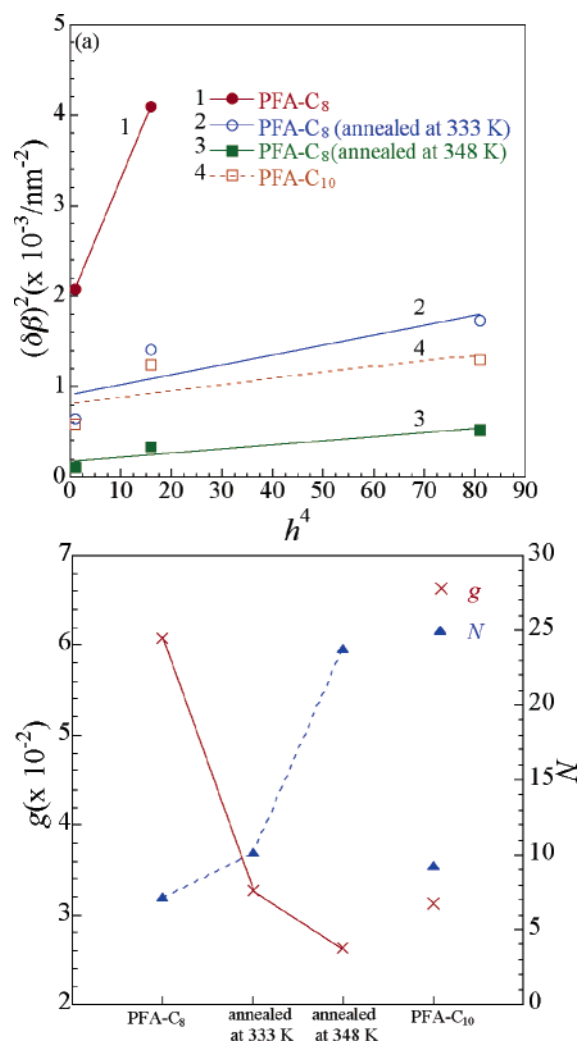 (a)
5
4
3
2
1
0
(δβ)²(x 10⁻³/nm⁻²)
1 PFA-C₈
2 PFA-C₈ (annealed at 333 K)
3 PFA-C₈(annealed at 348 K)
4 PFA-C₁₀
1
2
4
3
0 10 20 30 40 50 60 70 80 90
h⁴
7
6
5
4
3
2
g(x 10⁻²)
g
N
30
25
20
15
10
5
0
N
PFA-C₈ annealed at 333 K annealed at 348 K PFA-C₁₀